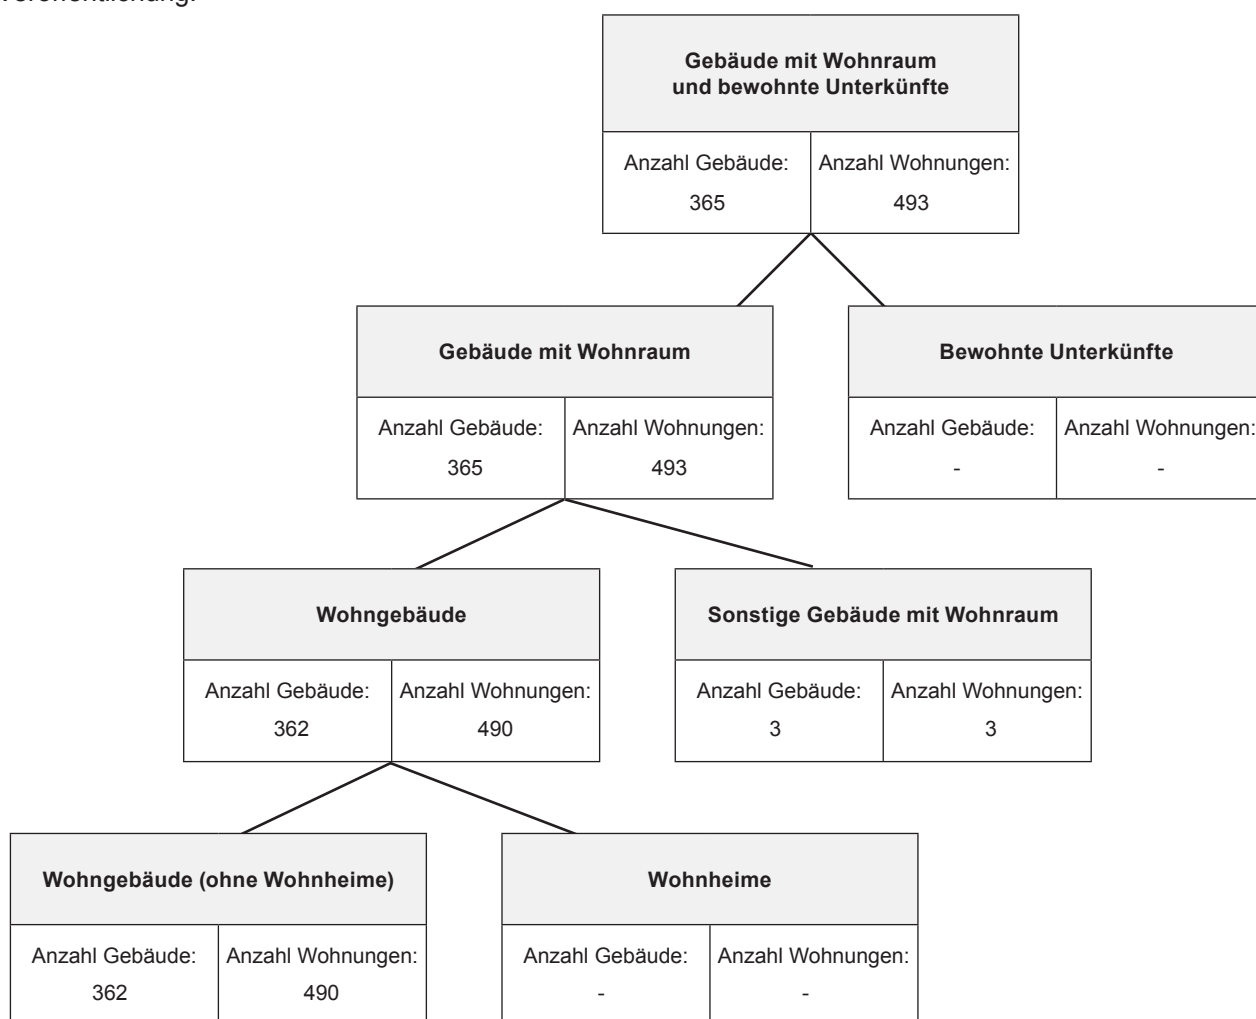 Gebäude mit Wohnraum
und bewohnte Unterkünfte
Anzahl Gebäude: Anzahl Wohnungen:
365 493
Gebäude mit Wohnraum
Bewohnte Unterkünfte
Anzahl Gebäude: Anzahl Wohnungen:
365 493
Anzahl Gebäude: Anzahl Wohnungen:
- -
Wohngebäude
Sonstige Gebäude mit Wohnraum
Anzahl Gebäude: Anzahl Wohnungen:
362 490
Anzahl Gebäude: Anzahl Wohnungen:
3 3
Wohngebäude (ohne Wohnheime)
Wohnheime
Anzahl Gebäude: Anzahl Wohnungen:
362 490
Anzahl Gebäude: Anzahl Wohnungen:
- -